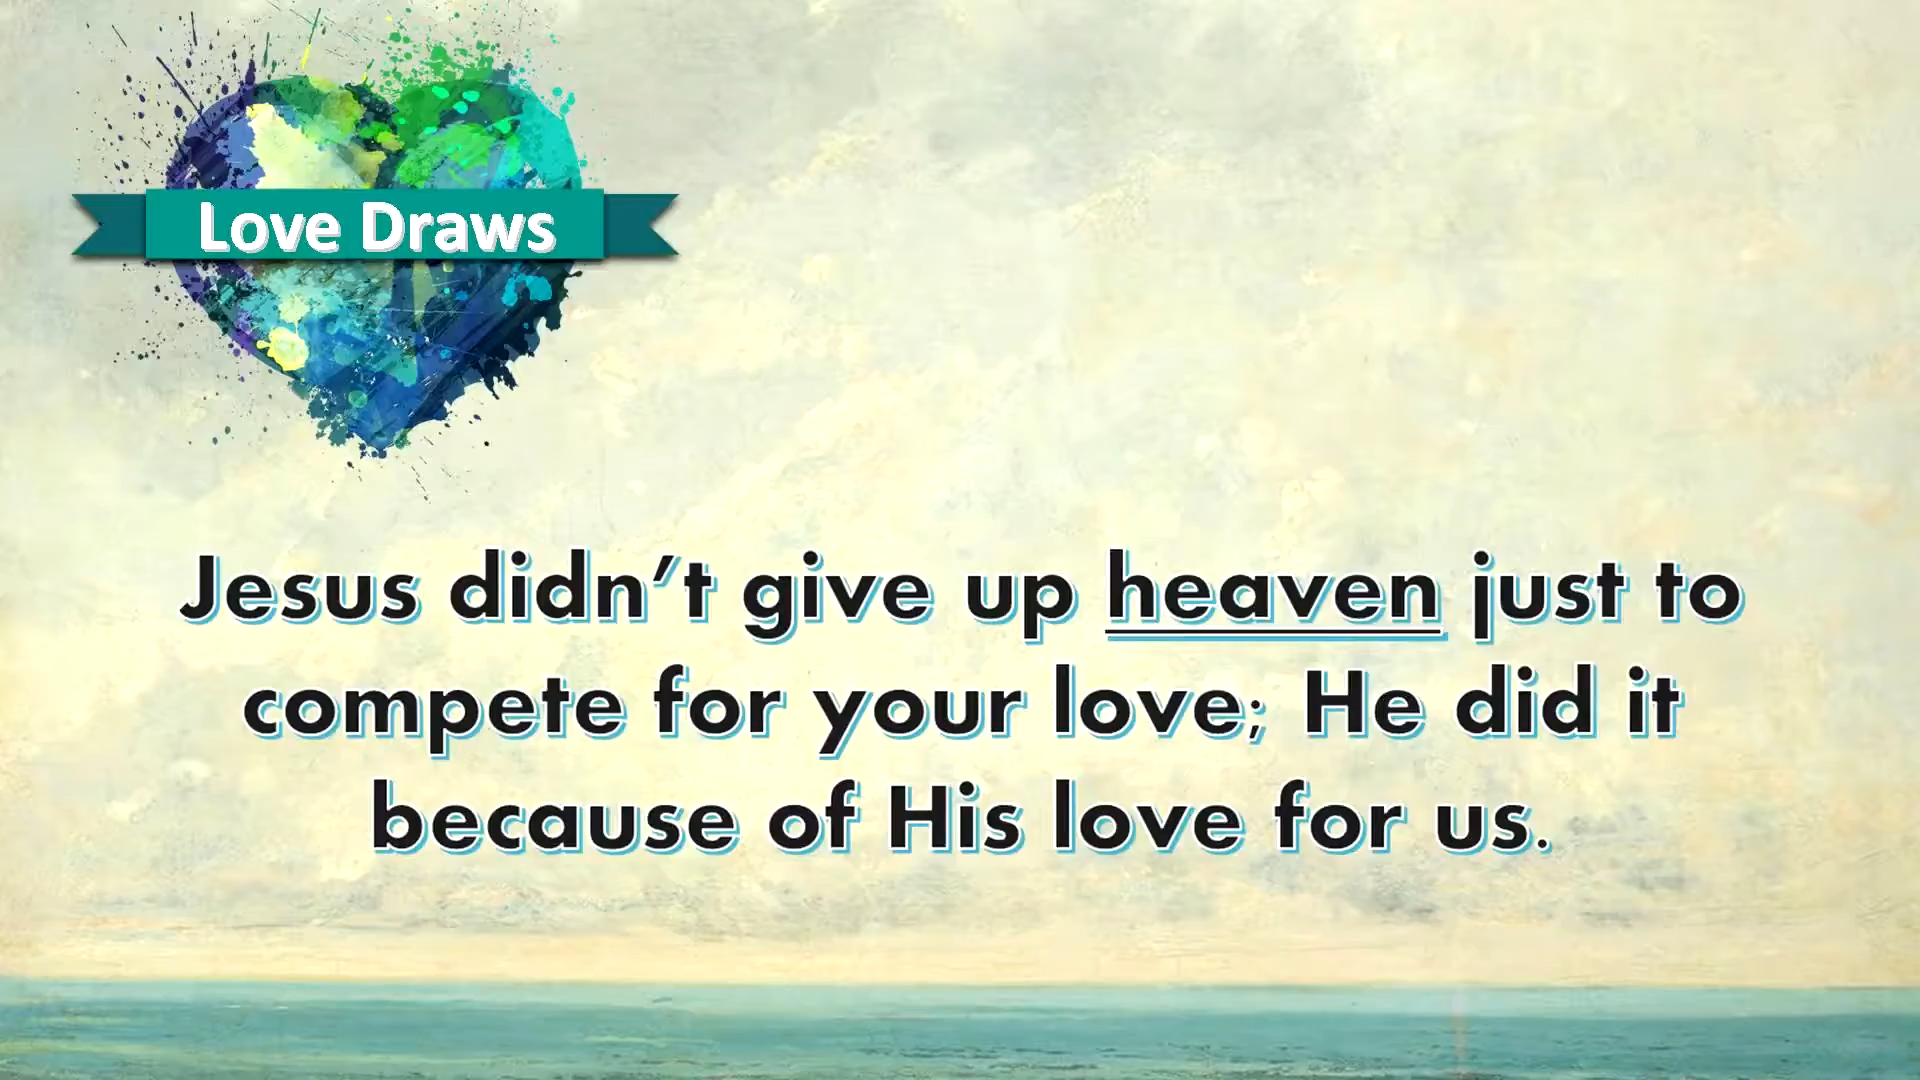 Love Draws
Jesus didn’t give up heaven just to
compete for your love; He did it
because of His love for us.